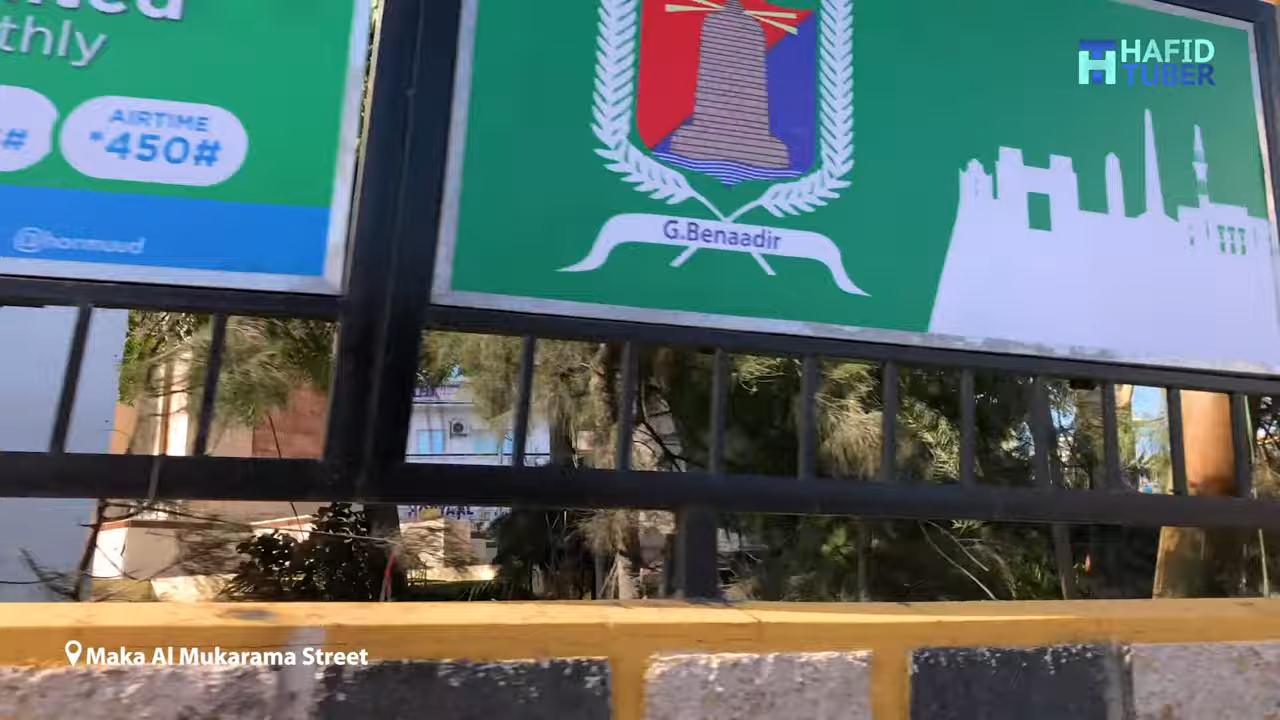 thly
#
AIRTIME
*450#
@hormuud
G.Benaadir
HAFID
TUBER
Maka Al Mukarama Street